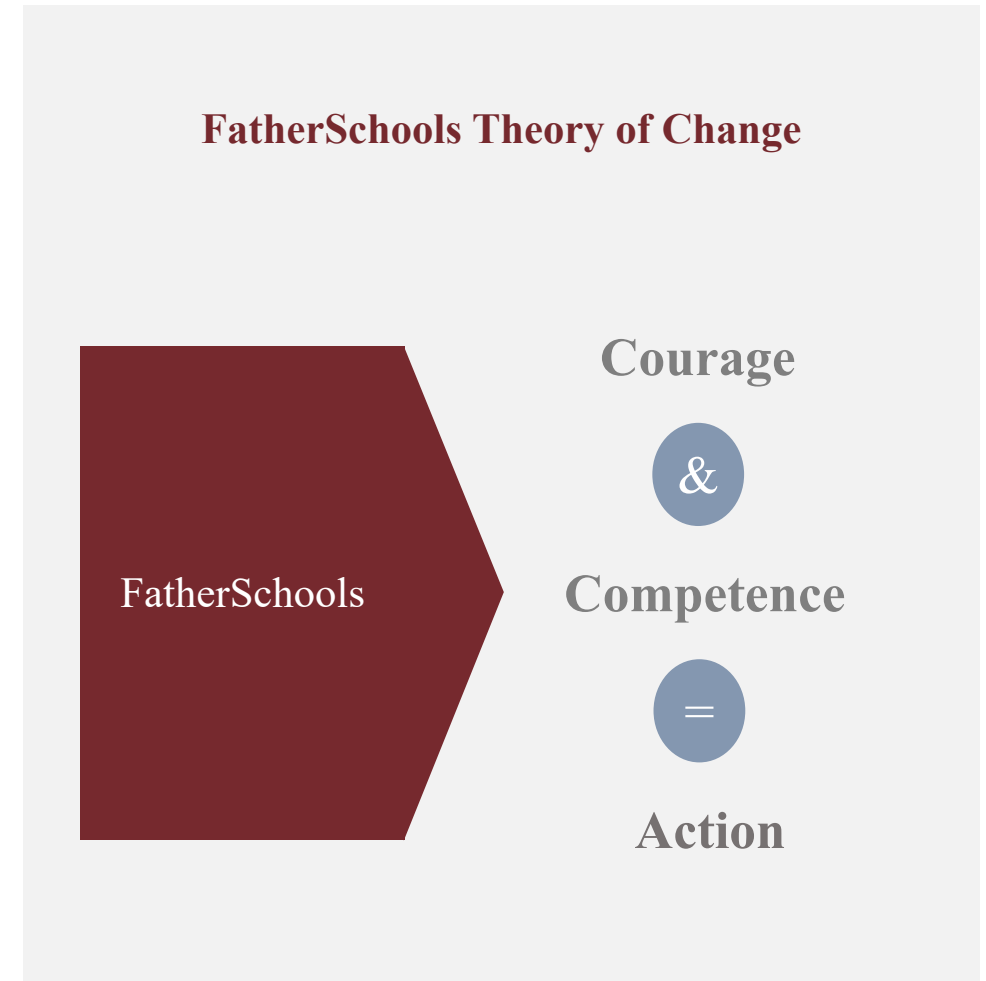 FatherSchools Theory of Change
FatherSchools
Courage
&
Competence
=
Action